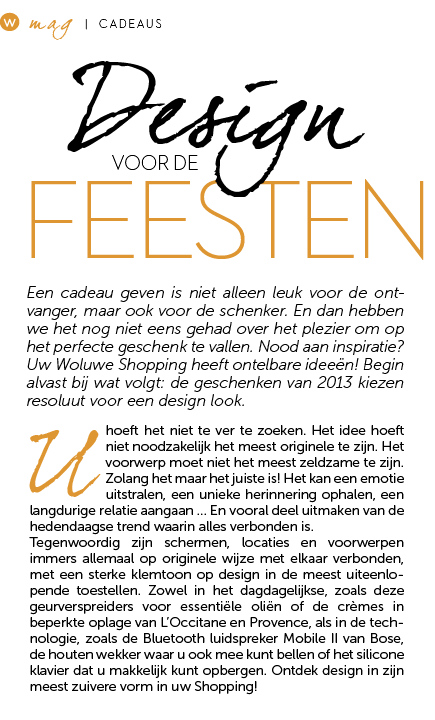 W mag | CADEAUS
Design
VOOR DE
FEESTEN
Een cadeau geven is niet alleen leuk voor de ont-
vanger, maar ook voor de schenker. En dan hebben
we het nog niet eens gehad over het plezier om op
het perfecte geschenk te vallen. Nood aan inspiratie?
Uw Woluwe Shopping heeft ontelbare ideeën! Begin
alvast bij wat volgt: de geschenken van 2013 kiezen
resoluut voor een design look.
U hoeft het niet te ver te zoeken. Het idee hoeft
niet noodzakelijk het meest originele te zijn. Het
voorwerp moet niet het meest zeldzame te zijn.
Zolang het maar het juiste is! Het kan een emotie
uitstralen, een unieke herinnering ophalen, een
langdurige relatie aangaan ... En vooral deel uitmaken van de
hedendaagse trend waarin alles verbonden is.
Tegenwoordig zijn schermen, locaties en voorwerpen
immers allemaal op originele wijze met elkaar verbonden,
met een sterke klemtoon op design in de meest uiteenlo-
pende toestellen. Zowel in het dagdagelijkse, zoals deze
geurverspreiders voor essentiële oliën of de crèmes in
beperkte oplage van L'Occitane en Provence, als in de tech-
nologie, zoals de Bluetooth luidspreker Mobile II van Bose,
de houten wekker waar u ook mee kunt bellen of het silicone
klavier dat u makkelijk kunt opbergen. Ontdek design in zijn
meest zuivere vorm in uw Shopping!